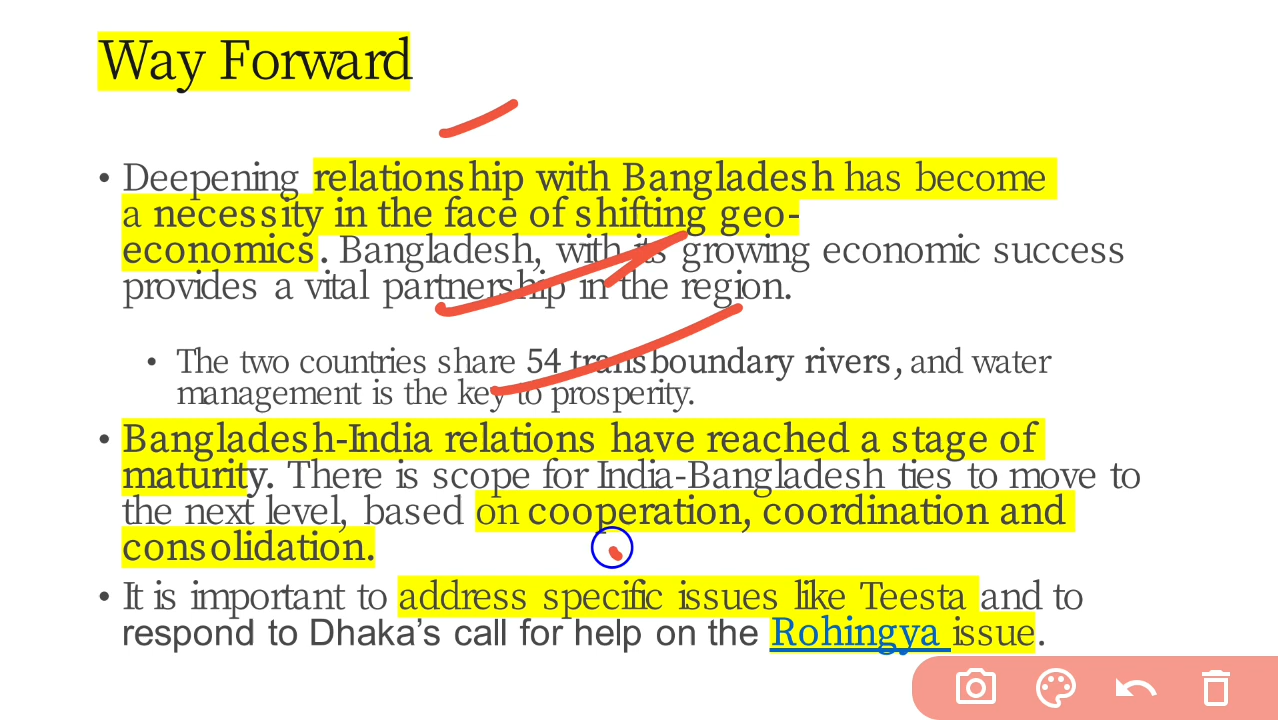 Way Forward
• Deepening relationship with Bangladesh has become
a necessity in the face of shifting geo-
economics. Bangladesh, with its growing economic success
provides a vital partnership in the region.
• The two countries share 54 transboundary rivers, and water
management is the key to prosperity.
• Bangladesh-India relations have reached a stage of
maturity. There is scope for India-Bangladesh ties to move to
the next level, based on cooperation, coordination and
consolidation.
• It is important to address specific issues like Teesta and to
respond to Dhaka’s call for help on the Rohingya issue.